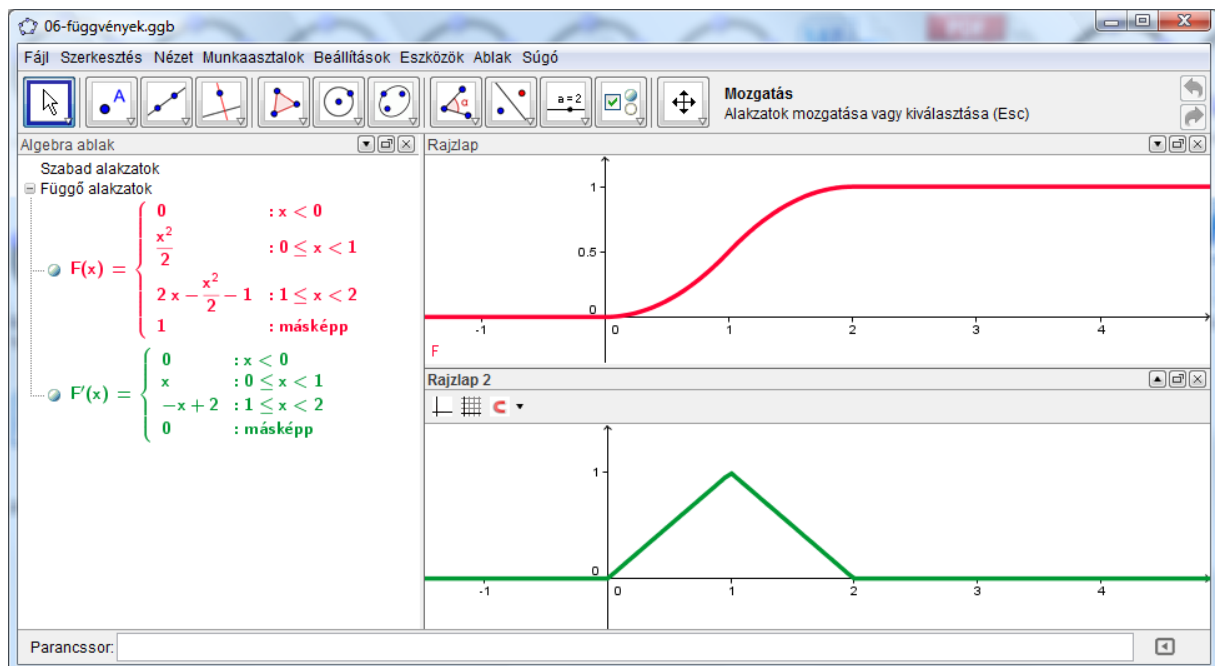 06-függvények.ggb
Fájl Szerkesztés Nézet Munkaasztalok Beállítások Eszközök Ablak Súgó
A α a=2
Mozgatás
Alakzatok mozgatása vagy kiválasztása (Esc)
Algebra ablak
Szabad alakzatok
Függő alakzatok
F(x) =
0 : x < 0
x²/2 : 0 ≤ x < 1
2 x − x²/2 − 1 : 1 ≤ x < 2
1 : másképp
F′(x) =
0 : x < 0
x : 0 ≤ x < 1
−x + 2 : 1 ≤ x < 2
0 : másképp
Rajzlap
1
0.5
0
-1 0 1 2 3 4
F
Rajzlap 2
1
0
-1 0 1 2 3 4
Parancssor: